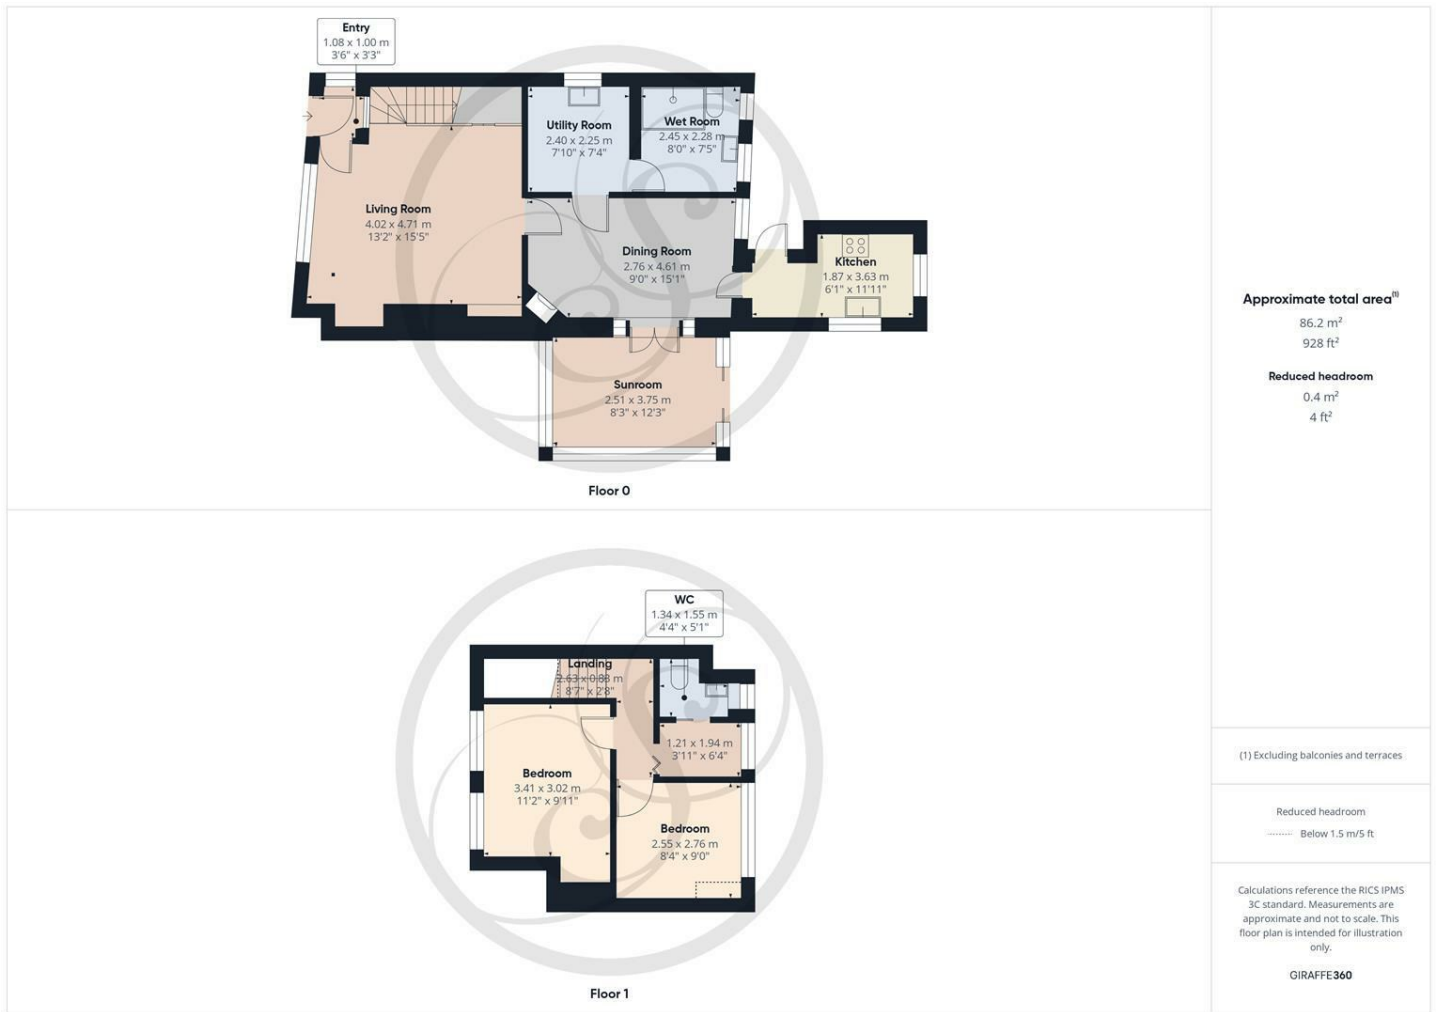 Entry
1.08 x 1.00 m
3'6" x 3'3"
Utility Room
2.40 x 2.25 m
7'10" x 7'4"
Wet Room
2.45 x 2.28 m
8'0" x 7'5"
Living Room
4.02 x 4.71 m
13'2" x 15'5"
Dining Room
2.76 x 4.61 m
9'0" x 15'1"
Kitchen
1.87 x 3.63 m
6'1" x 11'11"
Sunroom
2.51 x 3.75 m
8'3" x 12'3"
Floor 0
WC
1.34 x 1.55 m
4'4" x 5'1"
Landing
2.63 x 0.83 m
8'7" x 2'8"
1.21 x 1.94 m
3'11" x 6'4"
Bedroom
3.41 x 3.02 m
11'2" x 9'11"
Bedroom
2.55 x 2.76 m
8'4" x 9'0"
Floor 1
Approximate total area(1)
86.2 m²
928 ft²
Reduced headroom
0.4 m²
4 ft²
(1) Excluding balconies and terraces
Reduced headroom
Below 1.5 m/5 ft
Calculations reference the RICS IPMS
3C standard. Measurements are
approximate and not to scale. This
floor plan is intended for illustration
only.
GIRAFFE360